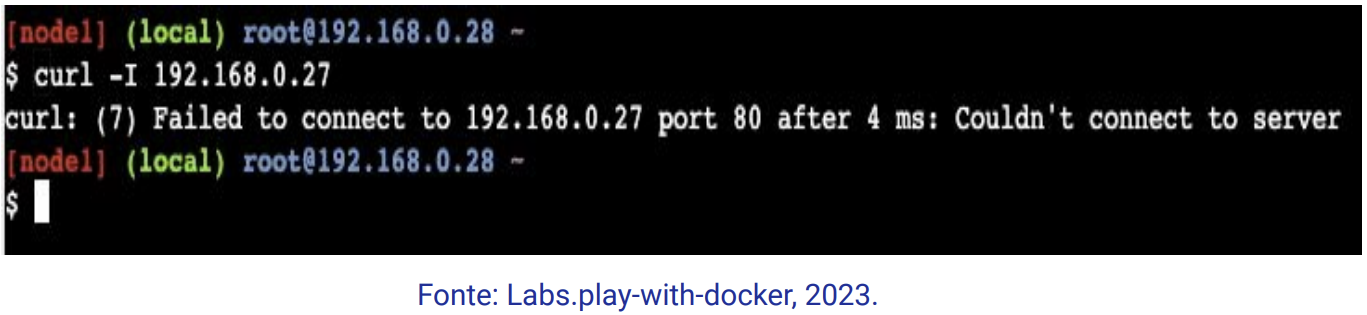 [node1] (local) root@192.168.0.28 ~
$ curl -I 192.168.0.27
curl: (7) Failed to connect to 192.168.0.27 port 80 after 4 ms: Couldn't connect to server
[node1] (local) root@192.168.0.28 ~
$
Fonte: Labs.play-with-docker, 2023.